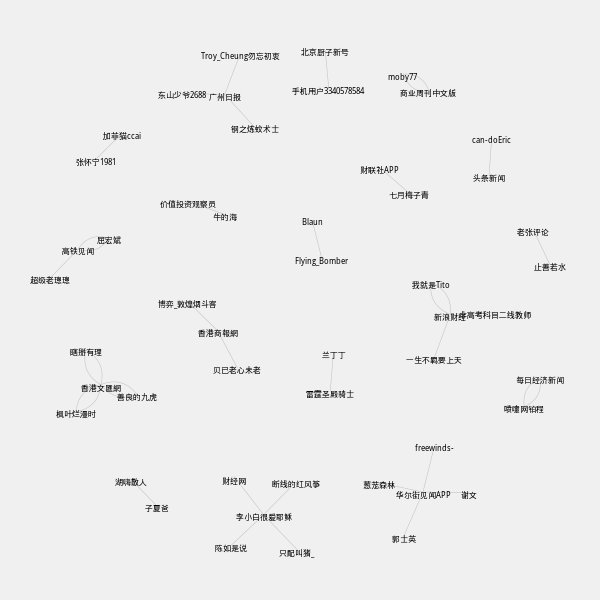 北京厨子新号
Troy_Cheung勿忘初衷
moby77
手机用户3340578584
商业周刊中文版
东山少爷2688
广州日报
钢之炼蚊术士
加菲猫ccai
can-doEric
张怀宁1981
财联社APP
头条新闻
七月梅子青
价值投资观察员
牛的海
Blaun
老张评论
屈宏斌
高铁见闻
Flying_Bomber
止善若水
超级老璁璁
我就是Tito
博弈_敦煌烟斗客
新浪财经
高考科目二线教师
香港商報網
瞎掰有理
兰丁丁
一生不羁要上天
贝已老心未老
每日经济新闻
香港文匯網
善良的九虎
雷霆圣殿骑士
枫叶烂漫时
喷嚏网铂程
freewinds-
湖嗨散人
财经网
断线的红风筝
葱茏森林
华尔街见闻APP
谢文
子夏爸
李小白很爱耶稣
郭士英
陈如是说
只配叫猪_